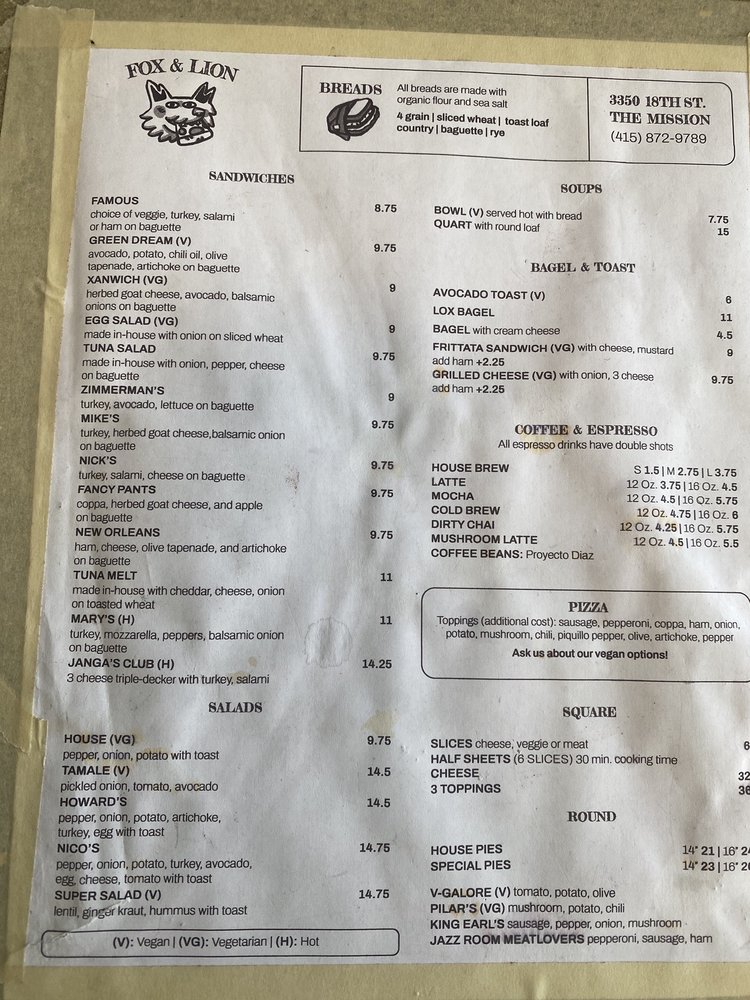 FOX & LION
BREADS
All breads are made with
organic flour and sea salt
4 grain | sliced wheat | toast loaf
country | baguette | rye
3350 18TH ST.
THE MISSION
(415) 872-9789
SANDWICHES
FAMOUS 8.75
choice of veggie, turkey, salami
or ham on baguette
GREEN DREAM (V) 9.75
avocado, potato, chili oil, olive
tapenade, artichoke on baguette
XANWICH (VG) 9
herbed goat cheese, avocado, balsamic
onions on baguette
EGG SALAD (VG) 9
made in-house with onion on sliced wheat
TUNA SALAD 9.75
made in-house with onion, pepper, cheese
on baguette
ZIMMERMAN'S 9
turkey, avocado, lettuce on baguette
MIKE'S 9.75
turkey, herbed goat cheese,balsamic onion
on baguette
NICK'S 9.75
turkey, salami, cheese on baguette
FANCY PANTS 9.75
coppa, herbed goat cheese, and apple
on baguette
NEW ORLEANS 9.75
ham, cheese, olive tapenade, and artichoke
on baguette
TUNA MELT 11
made in-house with cheddar, cheese, onion
on toasted wheat
MARY'S (H) 11
turkey, mozzarella, peppers, balsamic onion
on baguette
JANGA'S CLUB (H) 14.25
3 cheese triple-decker with turkey, salami
SALADS
HOUSE (VG) 9.75
pepper, onion, potato with toast
TAMALE (V) 14.5
pickled onion, tomato, avocado
HOWARD'S 14.5
pepper, onion, potato, artichoke,
turkey, egg with toast
NICO'S 14.75
pepper, onion, potato, turkey, avocado,
egg, cheese, tomato with toast
SUPER SALAD (V) 14.75
lentil, ginger kraut, hummus with toast
(V): Vegan | (VG): Vegetarian | (H): Hot
SOUPS
BOWL (V) served hot with bread 7.75
QUART with round loaf 15
BAGEL & TOAST
AVOCADO TOAST (V) 6
LOX BAGEL 11
BAGEL with cream cheese 4.5
FRITTATA SANDWICH (VG) with cheese, mustard 9
add ham +2.25
GRILLED CHEESE (VG) with onion, 3 cheese 9.75
add ham +2.25
COFFEE & ESPRESSO
All espresso drinks have double shots
HOUSE BREW S 1.5 | M 2.75 | L 3.75
LATTE 12 Oz. 3.75 | 16 Oz. 4.5
MOCHA 12 Oz. 4.5 | 16 Oz. 5.75
COLD BREW 12 Oz. 4.75 | 16 Oz. 6
DIRTY CHAI 12 Oz. 4.25 | 16 Oz. 5.75
MUSHROOM LATTE 12 Oz. 4.5 | 16 Oz. 5.5
COFFEE BEANS: Proyecto Diaz
PIZZA
Toppings (additional cost): sausage, pepperoni, coppa, ham, onion,
potato, mushroom, chili, piquillo pepper, olive, artichoke, pepper
Ask us about our vegan options!
SQUARE
SLICES cheese, veggie or meat 6
HALF SHEETS (6 SLICES) 30 min. cooking time
CHEESE 32
3 TOPPINGS 36
ROUND
HOUSE PIES 14" 21 | 16"
SPECIAL PIES 14" 23 | 16"
V-GALORE (V) tomato, potato, olive
PILAR'S (VG) mushroom, potato, chili
KING EARL'S sausage, pepper, onion, mushroom
JAZZ ROOM MEATLOVERS pepperoni, sausage, ham